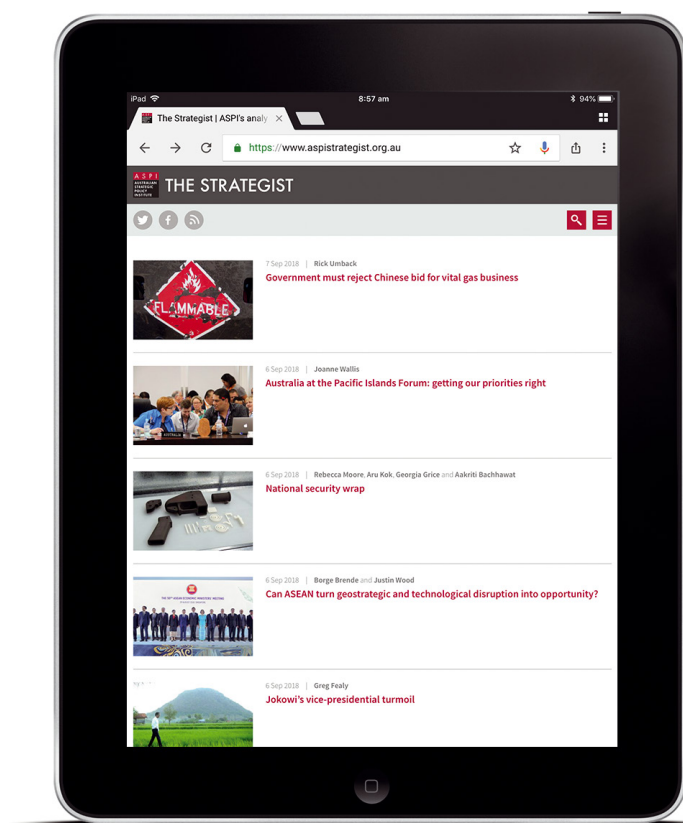 iPad 8:57 am 94%
The Strategist | ASPI's analy ×
https://www.aspistrategist.org.au
ASPI
AUSTRALIAN
STRATEGIC
POLICY
INSTITUTE
THE STRATEGIST
7 Sep 2018 | Rick Umback
Government must reject Chinese bid for vital gas business
FLAMMABLE
6 Sep 2018 | Joanne Wallis
Australia at the Pacific Islands Forum: getting our priorities right
AUSTRALIA
6 Sep 2018 | Rebecca Moore, Aru Kok, Georgia Grice and Aakriti Bachhawat
National security wrap
6 Sep 2018 | Borge Brende and Justin Wood
Can ASEAN turn geostrategic and technological disruption into opportunity?
6 Sep 2018 | Greg Fealy
Jokowi's vice-presidential turmoil